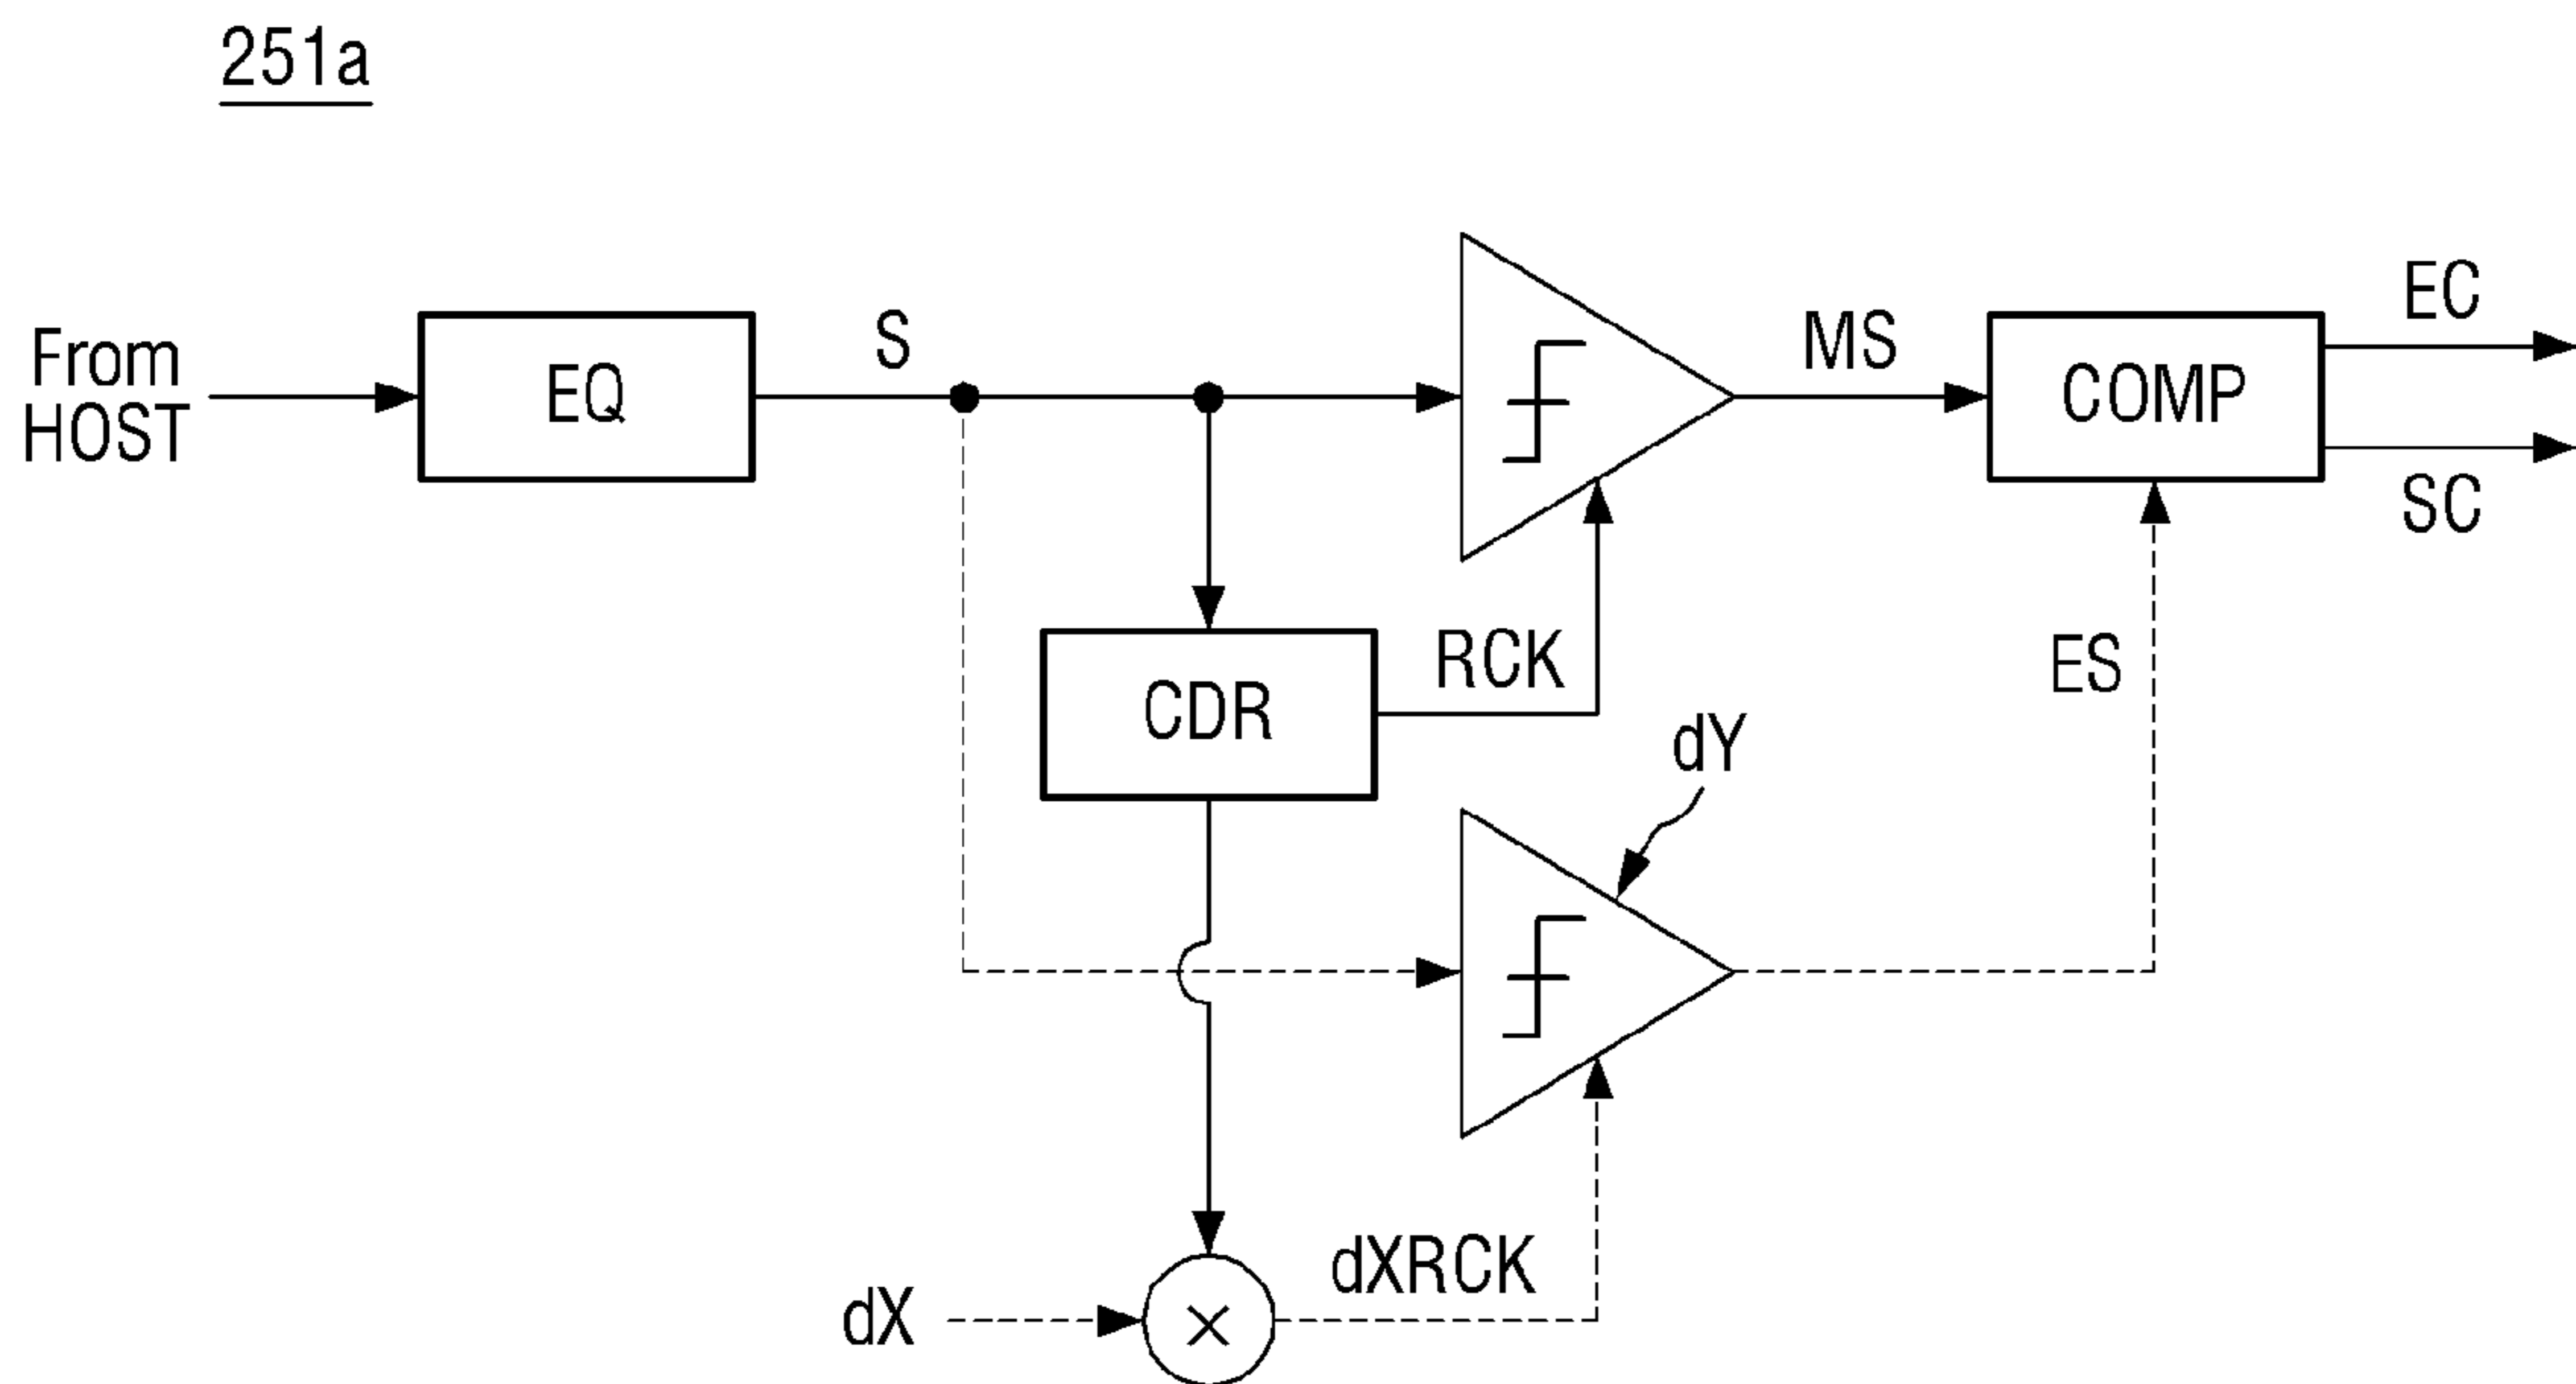 251a
From
HOST
EQ
S
MS
COMP
EC
SC
CDR
RCK
dY
ES
dX
×
dXRCK